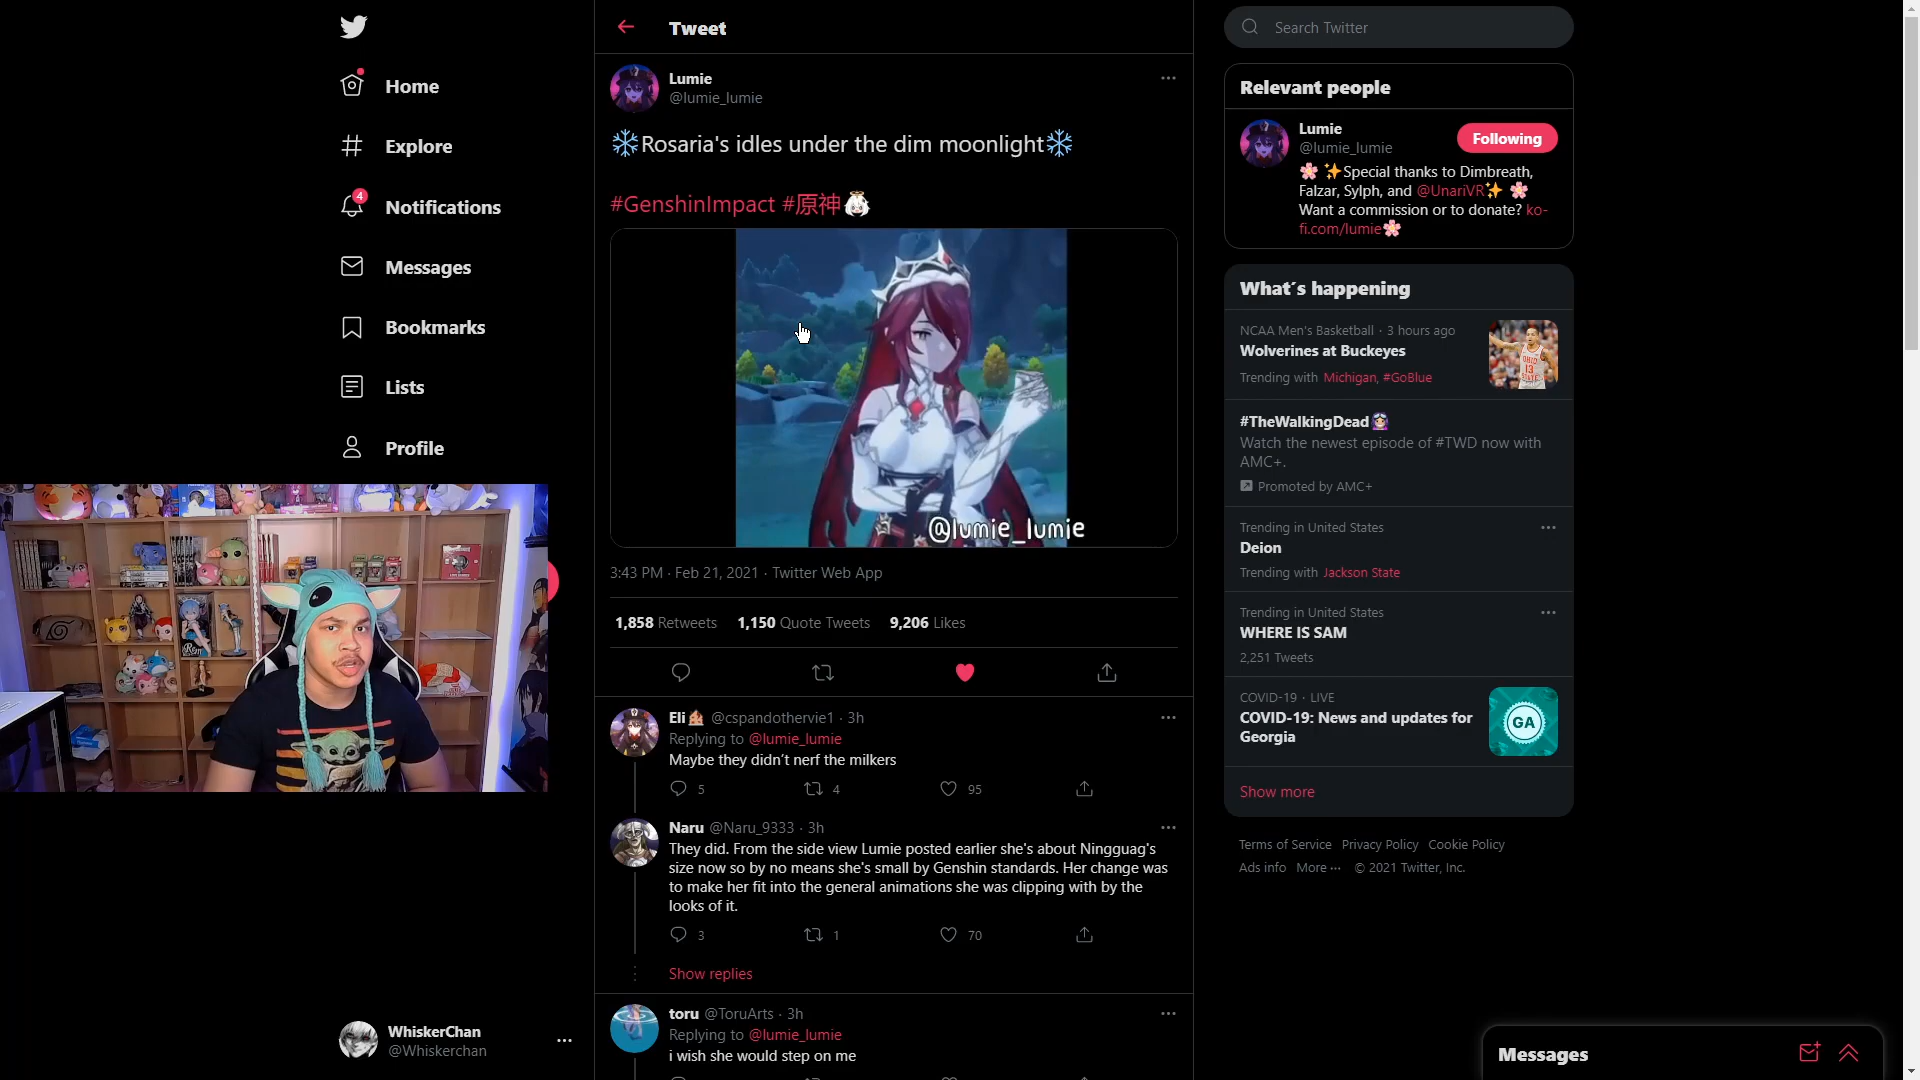 Home
Explore
4
Notifications
Messages
Bookmarks
Lists
Profile
WhiskerChan
@Whiskerchan
Tweet
Lumie
@lumie_lumie
❄️Rosaria's idles under the dim moonlight❄️
#GenshinImpact #原神
@lumie_lumie
3:43 PM · Feb 21, 2021 · Twitter Web App
1,858 Retweets 1,150 Quote Tweets 9,206 Likes
Eli @cspandothervie1 · 3h
Replying to @lumie_lumie
Maybe they didn't nerf the milkers
5 4 95
Naru @Naru_9333 · 3h
They did. From the side view Lumie posted earlier she's about Ningguag's
size now so by no means she's small by Genshin standards. Her change was
to make her fit into the general animations she was clipping with by the
looks of it.
3 1 70
Show replies
toru @ToruArts · 3h
Replying to @lumie_lumie
i wish she would step on me
Search Twitter
Relevant people
Lumie
@lumie_lumie
Following
🌸 ✨Special thanks to Dimbreath,
Falzar, Sylph, and @UnariVR✨ 🌸
Want a commission or to donate? ko-
fi.com/lumie🌸
What's happening
NCAA Men's Basketball · 3 hours ago
Wolverines at Buckeyes
Trending with Michigan, #GoBlue
#TheWalkingDead
Watch the newest episode of #TWD now with
AMC+.
Promoted by AMC+
Trending in United States
Deion
Trending with Jackson State
Trending in United States
WHERE IS SAM
2,251 Tweets
COVID-19 · LIVE
COVID-19: News and updates for
Georgia
GA
Show more
Terms of Service Privacy Policy Cookie Policy
Ads info More ··· © 2021 Twitter, Inc.
Messages